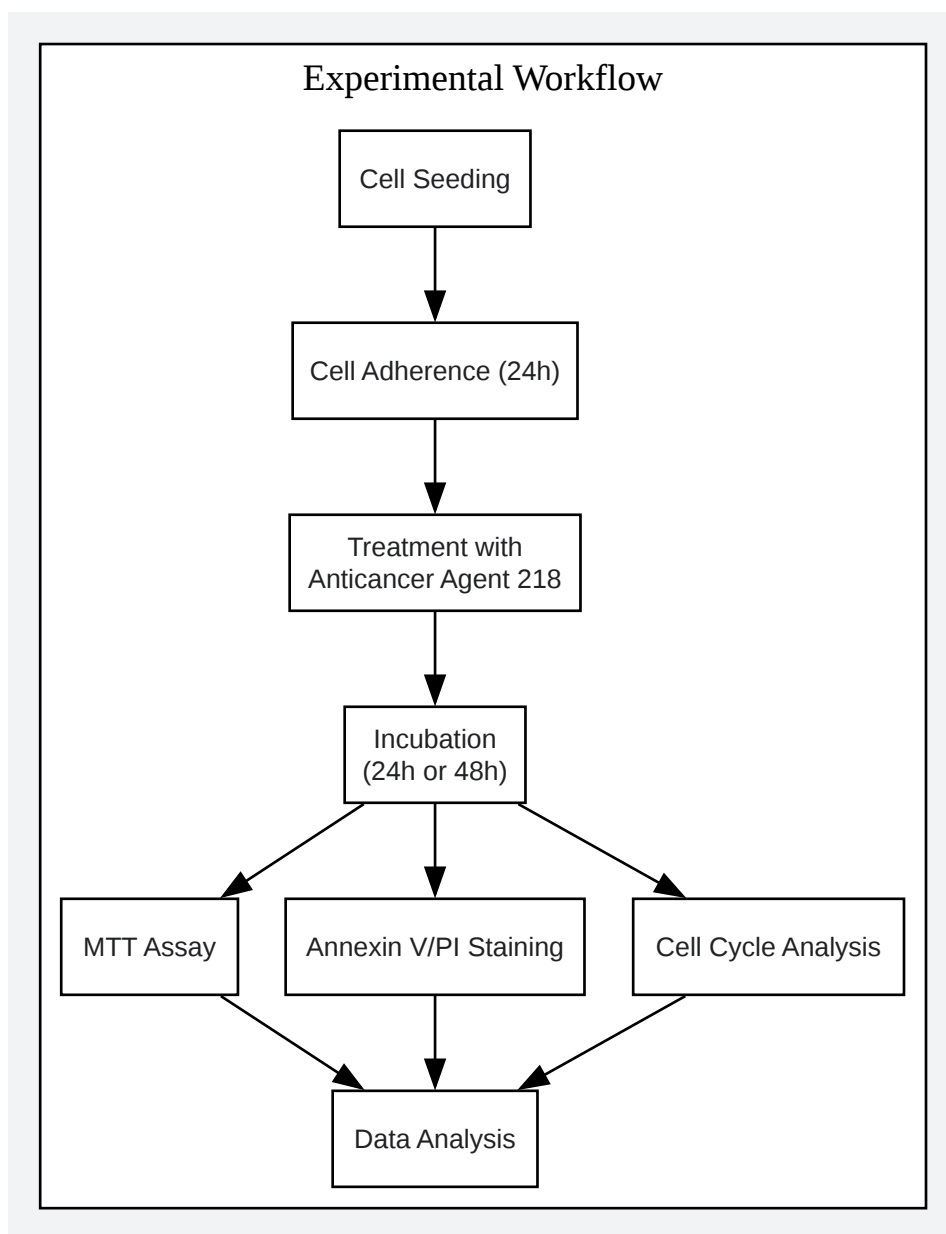 Experimental Workflow
Cell Seeding
Cell Adherence (24h)
Treatment with
Anticancer Agent 218
Incubation
(24h or 48h)
MTT Assay
Annexin V/PI Staining
Cell Cycle Analysis
Data Analysis